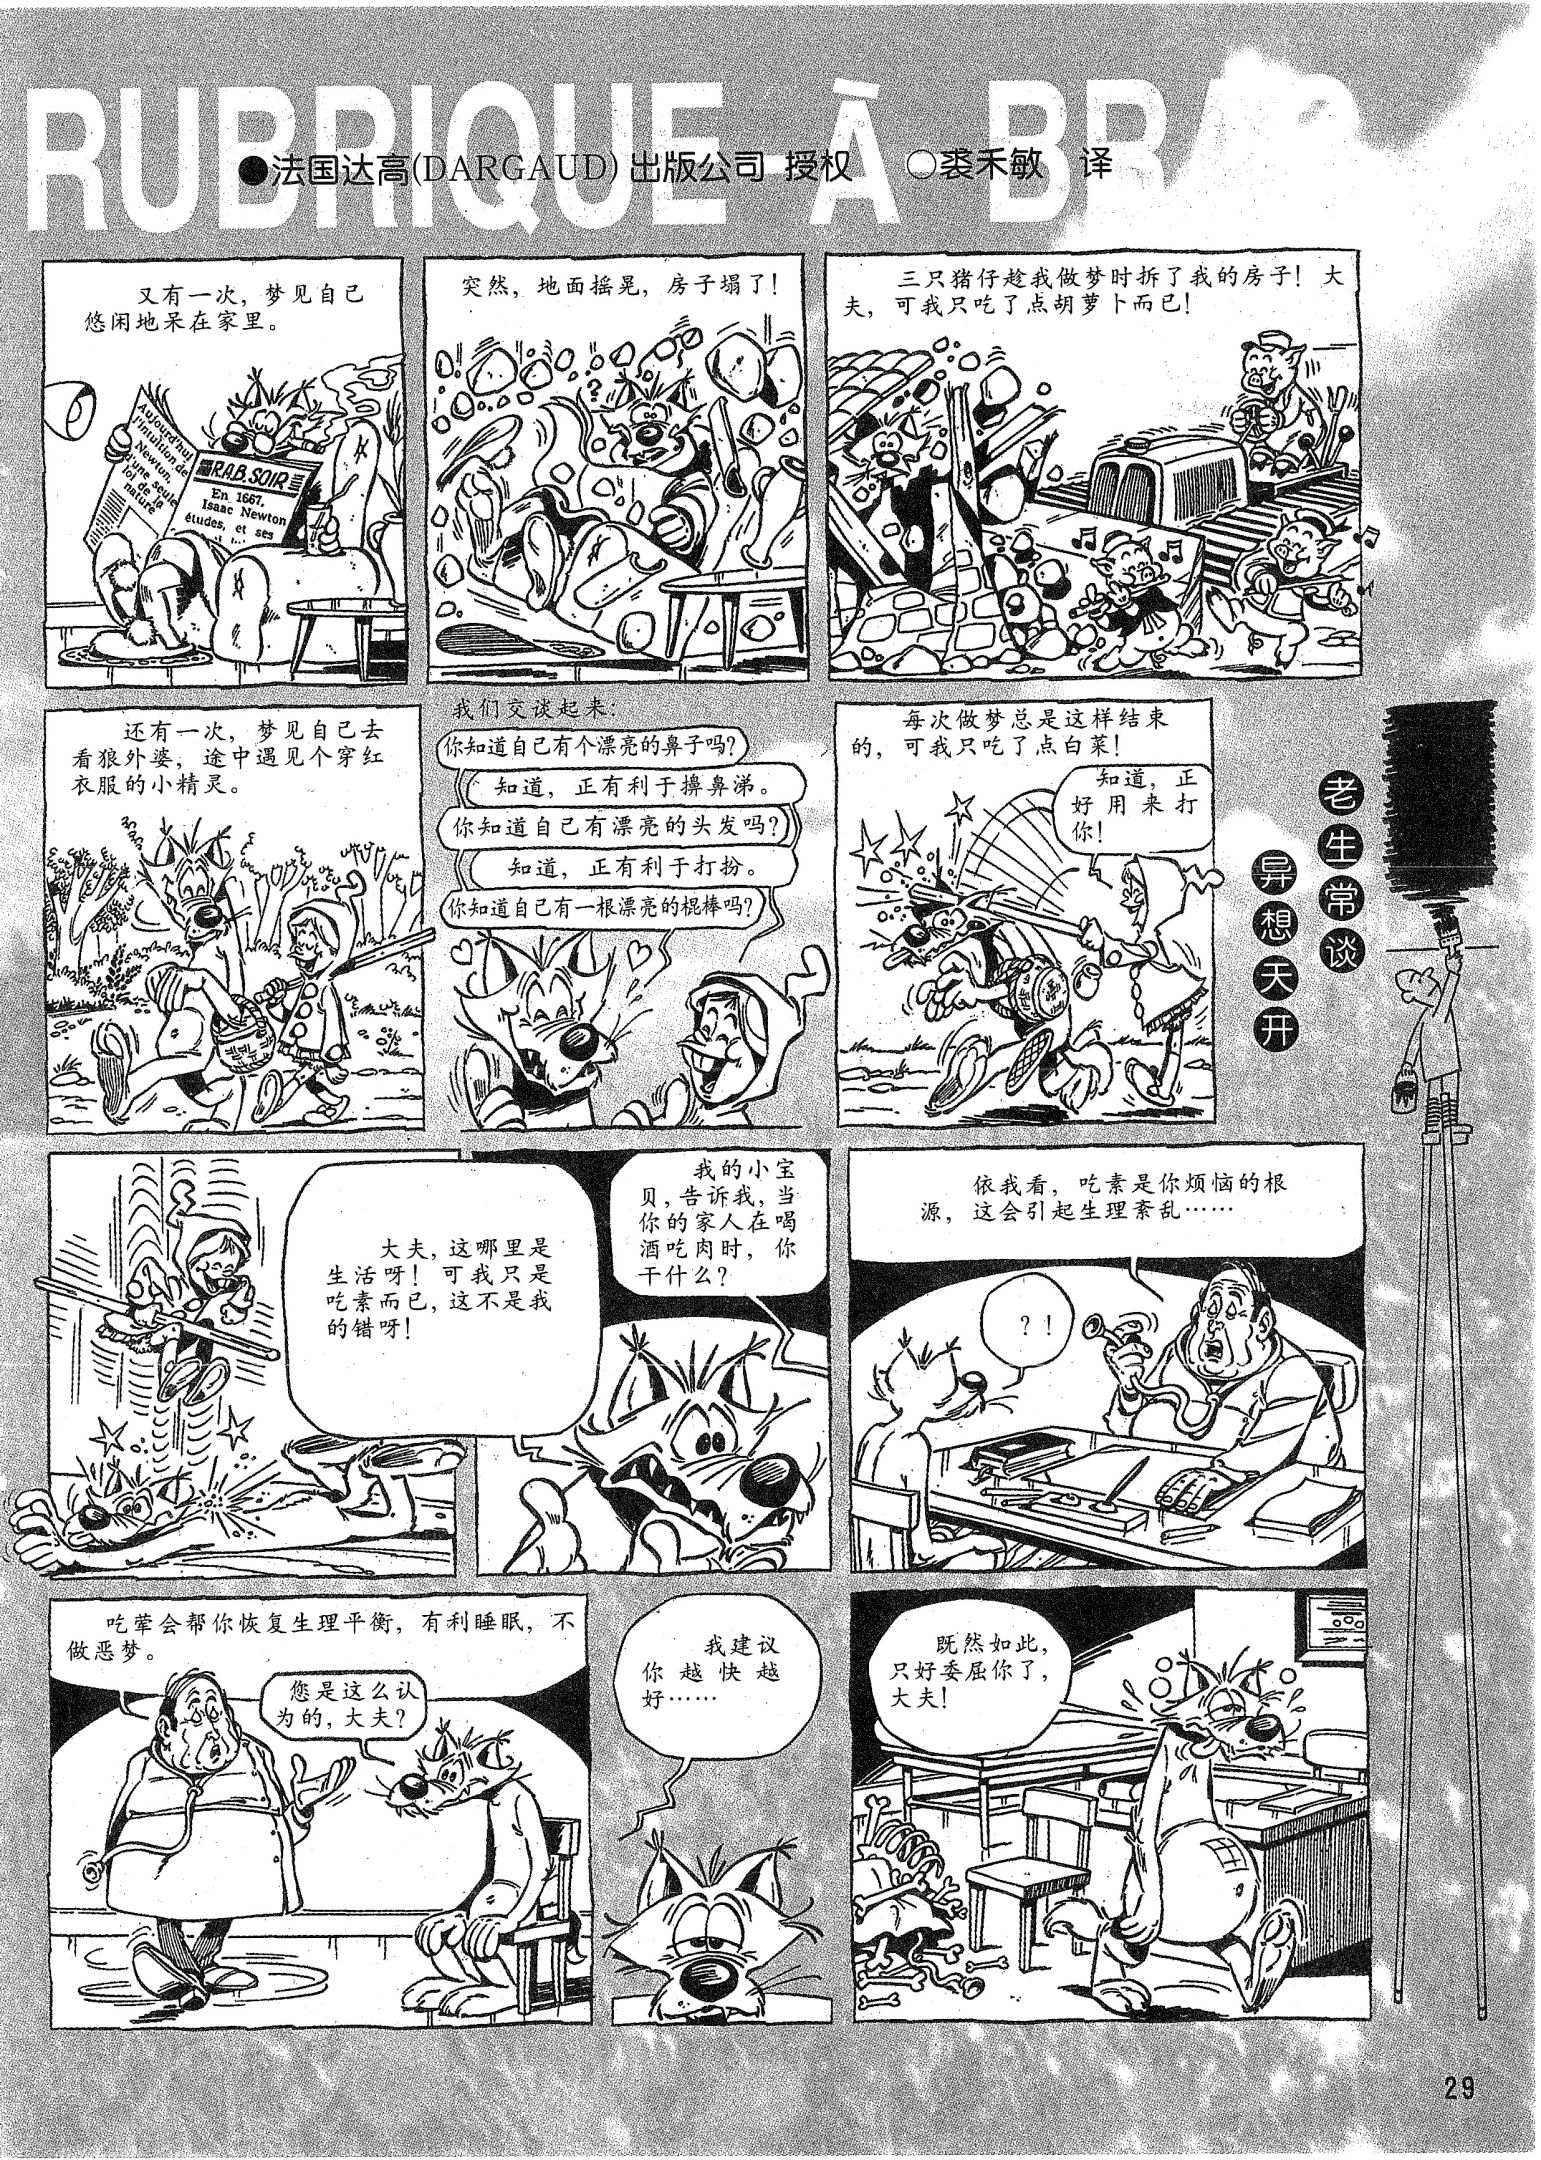 RUBRIQUE-À BRAC
●法国达高(DARGAUD)出版公司 授权 ○裘禾敏 译
又有一次，梦见自己
悠闲地呆在家里。
Aujourd'hui
l'intuition de
Newton,
d'une seule
loi de la
nature
R.A.B. SOIR
En 1667,
Isaac Newton
études, et
ses
突然，地面摇晃，房子塌了！
?
三只猪仔趁我做梦时拆了我的房子！大
夫，可我只吃了点胡萝卜而已！
还有一次，梦见自己去
看狼外婆，途中遇见个穿红
衣服的小精灵。
我们交谈起来：
你知道自己有个漂亮的鼻子吗？
知道，正有利于擤鼻涕。
你知道自己有漂亮的头发吗？
知道，正有利于打扮。
你知道自己有一根漂亮的棍棒吗？
每次做梦总是这样结束
的，可我只吃了点白菜！
知道，正
好用来打
你！
老生常谈
异想天开
大夫，这哪里是
生活呀！可我只是
吃素而已，这不是我
的错呀！
我的小宝
贝，告诉我，当
你的家人在喝
酒吃肉时，你
干什么？
依我看，吃素是你烦恼的根
源，这会引起生理紊乱……
？！
吃荤会帮你恢复生理平衡，有利睡眠，不
做恶梦。
您是这么认
为的，大夫？
我建议
你越快越
好……
既然如此，
只好委屈你了，
大夫！
29